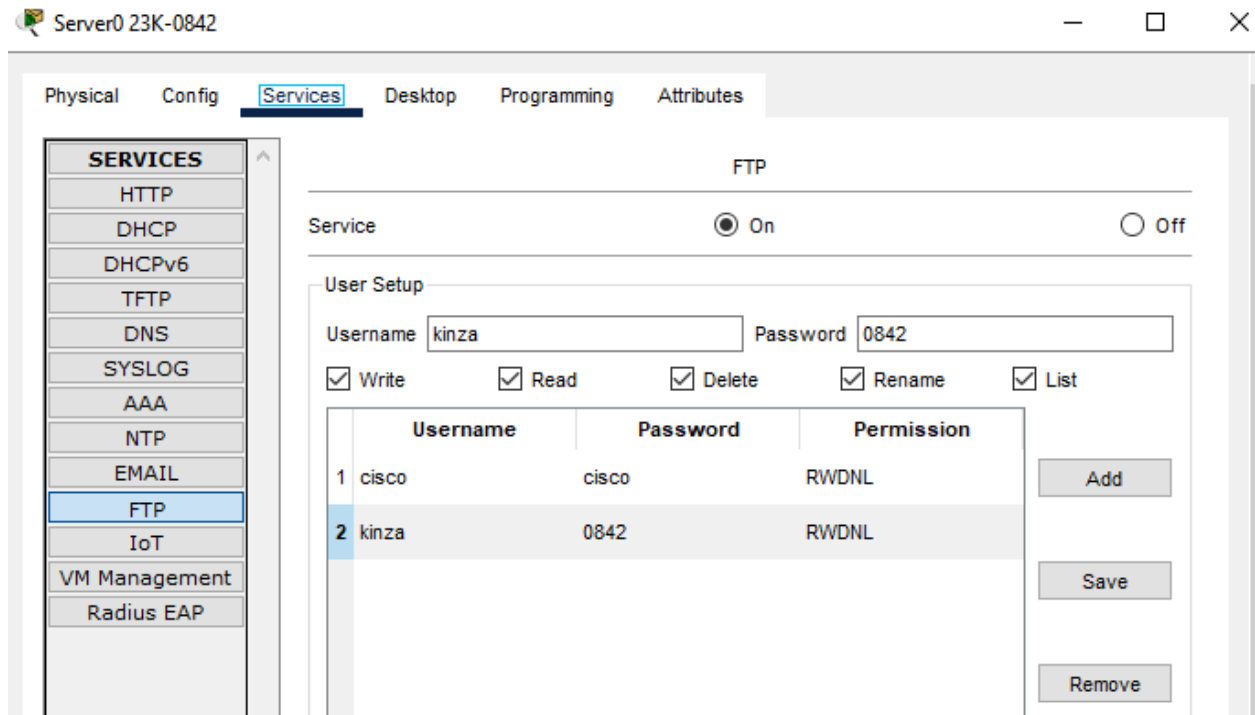 Server0 23K-0842
Physical Config Services Desktop Programming Attributes
SERVICES
HTTP
DHCP
DHCPv6
TFTP
DNS
SYSLOG
AAA
NTP
EMAIL
FTP
IoT
VM Management
Radius EAP
FTP
Service On Off
User Setup
Username kinza Password 0842
Write Read Delete Rename List
Username Password Permission
1 cisco cisco RWDNL
2 kinza 0842 RWDNL
Add
Save
Remove